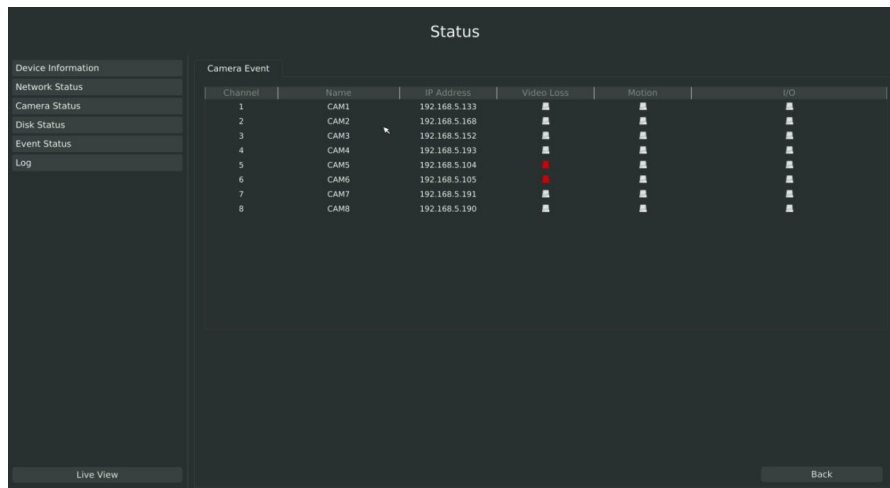 Status
Device Information
Network Status
Camera Status
Disk Status
Event Status
Log
Camera Event
Channel Name IP Address Video Loss Motion I/O
1 CAM1 192.168.5.133
2 CAM2 192.168.5.168
3 CAM3 192.168.5.152
4 CAM4 192.168.5.193
5 CAM5 192.168.5.104
6 CAM6 192.168.5.105
7 CAM7 192.168.5.191
8 CAM8 192.168.5.190
Live View
Back